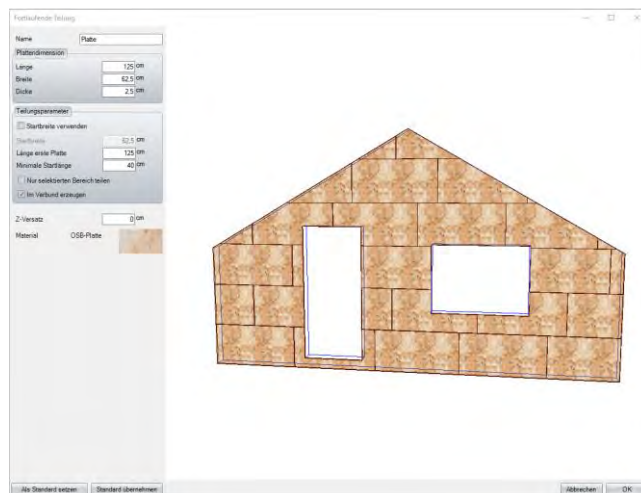 Fortlaufende Teilung
Name Platte
Plattendimension
Länge 125 cm
Breite 62,5 cm
Dicke 2,5 cm
Teilungsparameter
Startbreite verwenden
Startbreite 62,5 cm
Länge erste Platte 125 cm
Minimale Startlänge 40 cm
Nur selektierten Bereich teilen
Im Verbund erzeugen
Z-Versatz 0 cm
Material OSB-Platte
Als Standard setzen Standard übernehmen Abbrechen OK